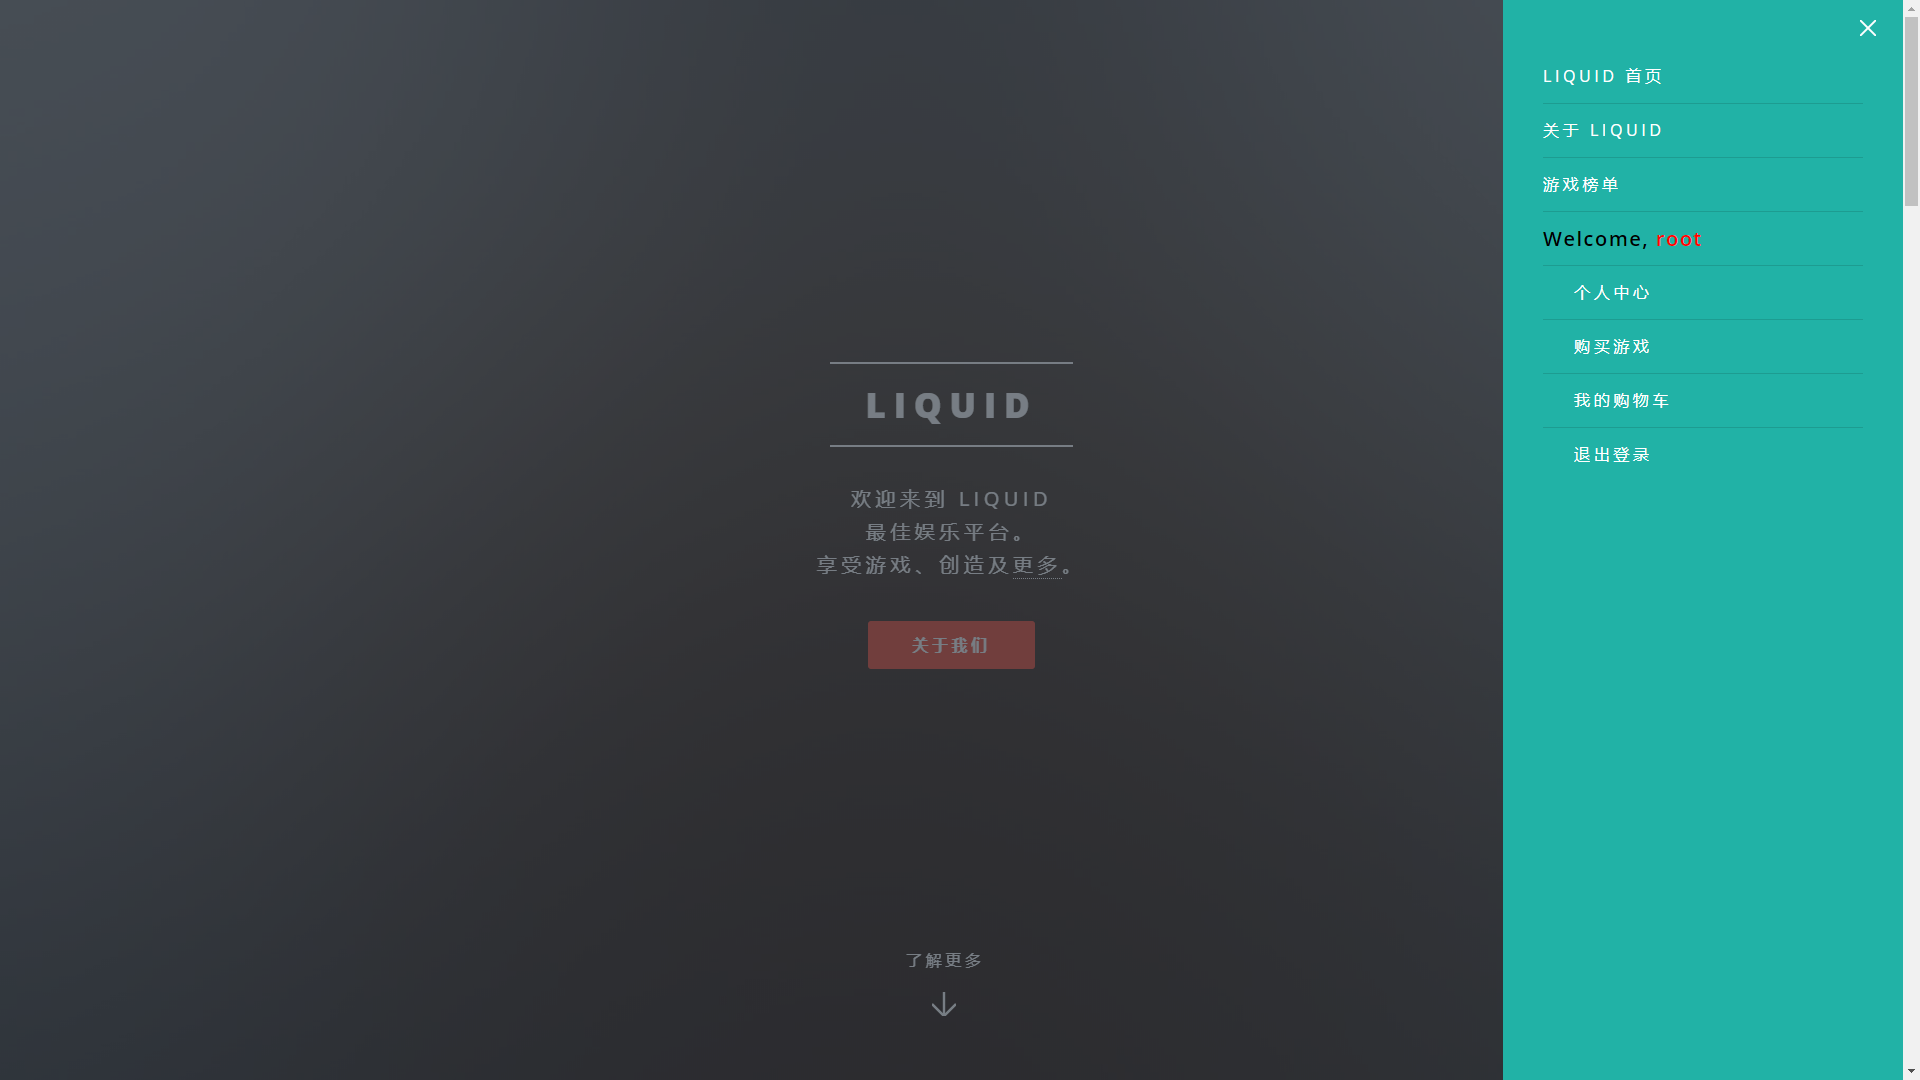 LIQUID
欢迎来到 LIQUID
最佳娱乐平台。
享受游戏、创造及更多。
关于我们
了解更多
LIQUID 首页
关于 LIQUID
游戏榜单
Welcome, root
个人中心
购买游戏
我的购物车
退出登录